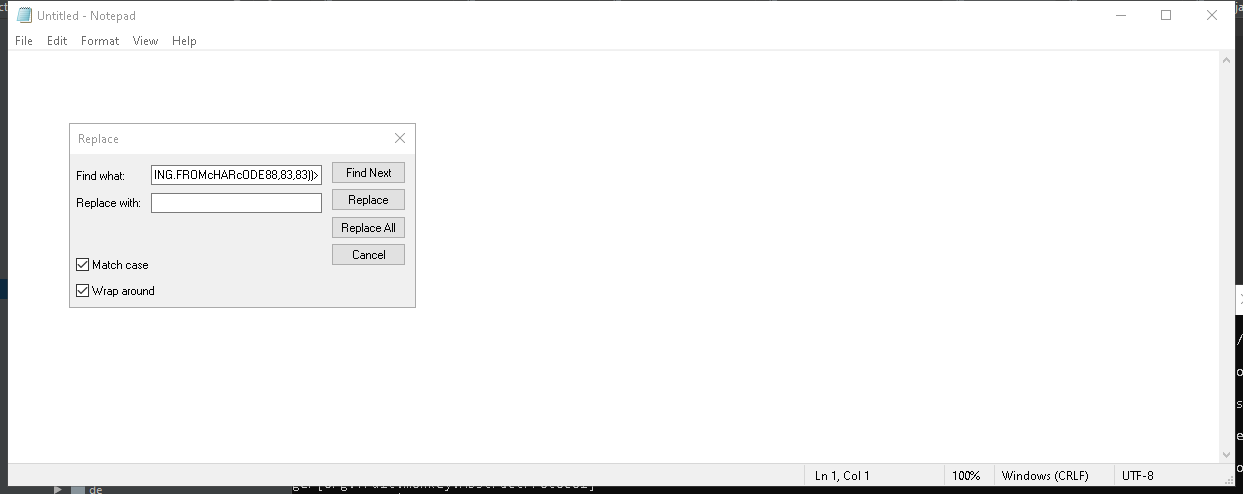 Untitled - Notepad
File Edit Format View Help
Replace
Find what: ING.FROMcHARcODE88,83,83))> Find Next
Replace with: Replace
Replace All
Cancel
Match case
Wrap around
Ln 1, Col 1 100% Windows (CRLF) UTF-8
de